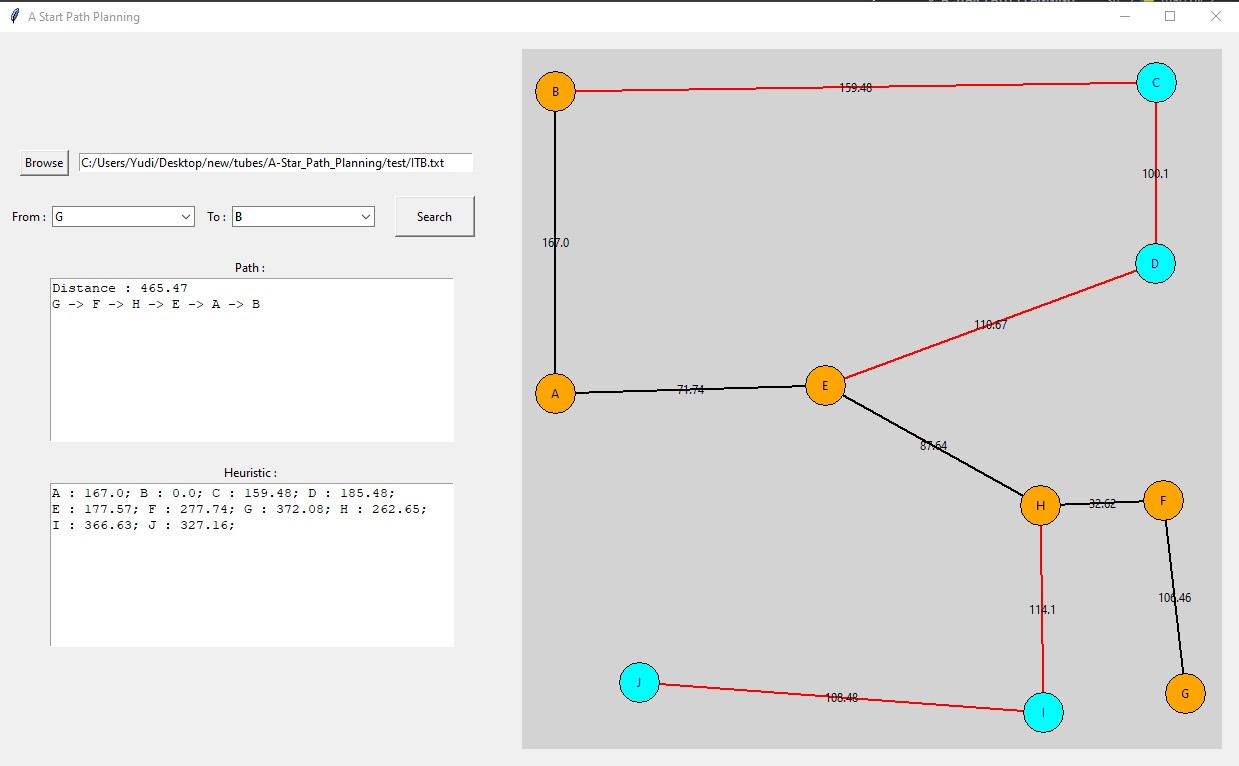 A Start Path Planning
Browse
C:/Users/Yudi/Desktop/new/tubes/A-Star_Path_Planning/test/ITB.txt
From :
G
To :
B
Search
Path :
Distance : 465.47
G -> F -> H -> E -> A -> B
Heuristic :
A : 167.0; B : 0.0; C : 159.48; D : 185.48;
E : 177.57; F : 277.74; G : 372.08; H : 262.65;
I : 366.63; J : 327.16;
B
159.48
C
100.1
167.0
D
110.67
A
71.74
E
87.64
H
32.62
F
106.46
114.1
J
108.48
I
G